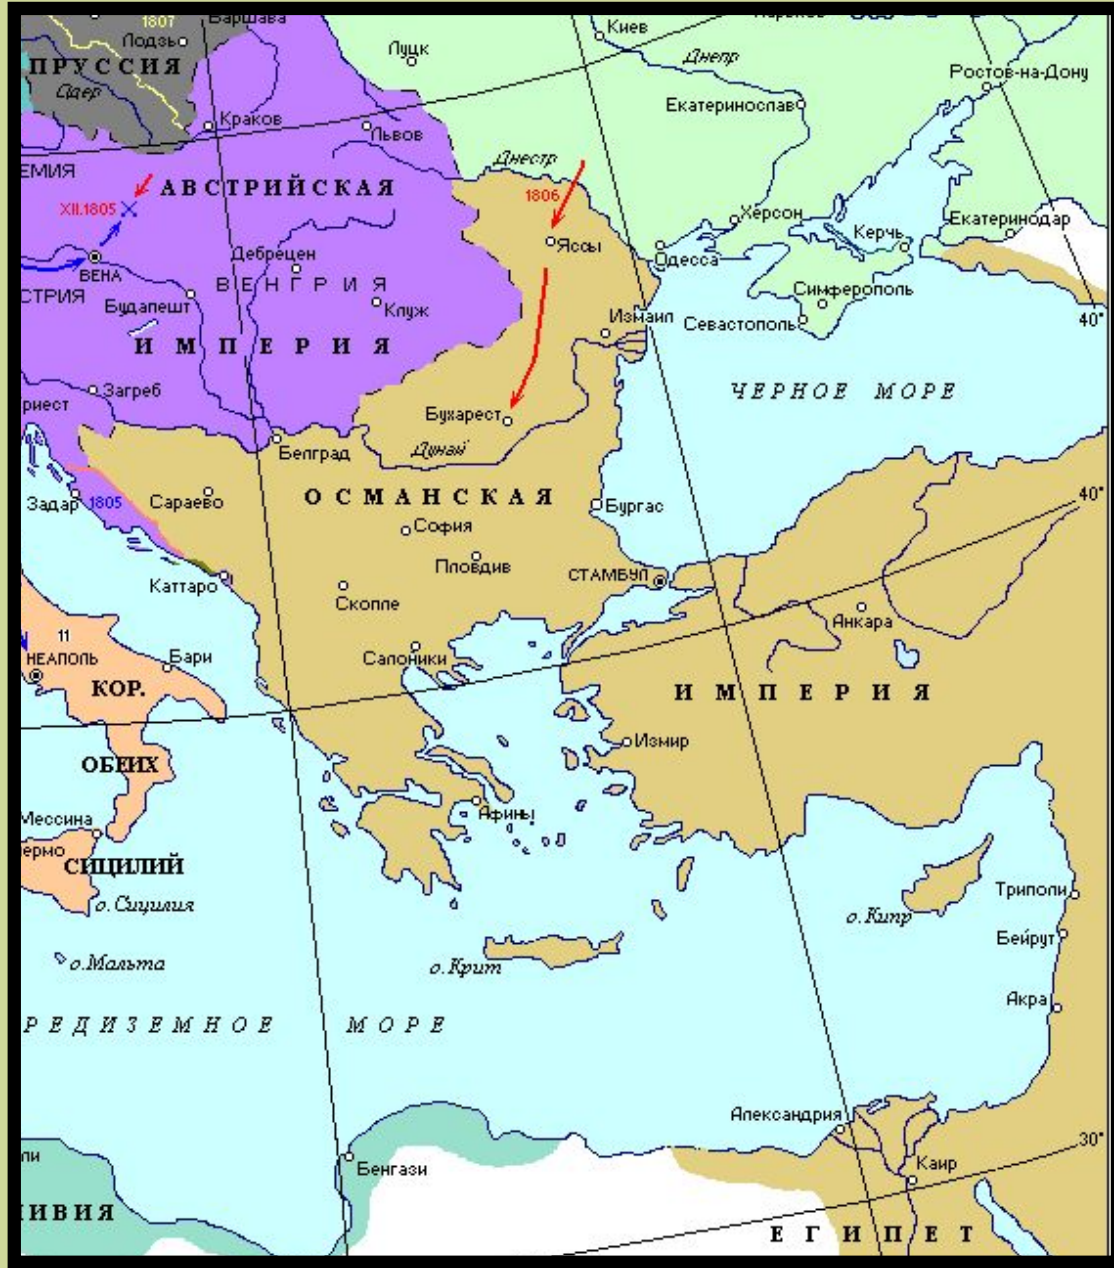 1807
Варшава
Лодзь
ПРУССИЯ
Одер
Краков
Луцк
Львов
Киев
Днепр
Екатеринослав
Ростов-на-Дону
ЕМИЯ
XII.1805
АВСТРИЙСКАЯ
Днестр
1806
Яссы
Херсон
Екатеринодар
Керчь
Одесса
ВЕНА
Дебрецен
СТРИЯ
ВЕНГРИЯ
Будапешт
Клуж
Симферополь
Севастополь
40°
Измаил
ИМПЕРИЯ
Загреб
риест
ЧЕРНОЕ МОРЕ
Бухарест
Белград
Дунай
Задар
1805
Сараево
ОСМАНСКАЯ
Бургас
40°
София
Пловдив
СТАМБУЛ
Каттаро
Скопле
Анкара
11
НЕАПОЛЬ
Бари
Салоники
КОР.
ИМПЕРИЯ
Измир
ОБЕИХ
Мессина
Афины
ермо
СИЦИЛИЙ
о.Сицилия
Триполи
о.Кипр
Бейрут
о.Мальта
о.Крит
Акра
РЕДИЗЕМНОЕ МОРЕ
Александрия
30°
ли
Бенгази
Каир
ИВИЯ
ЕГИПЕТ